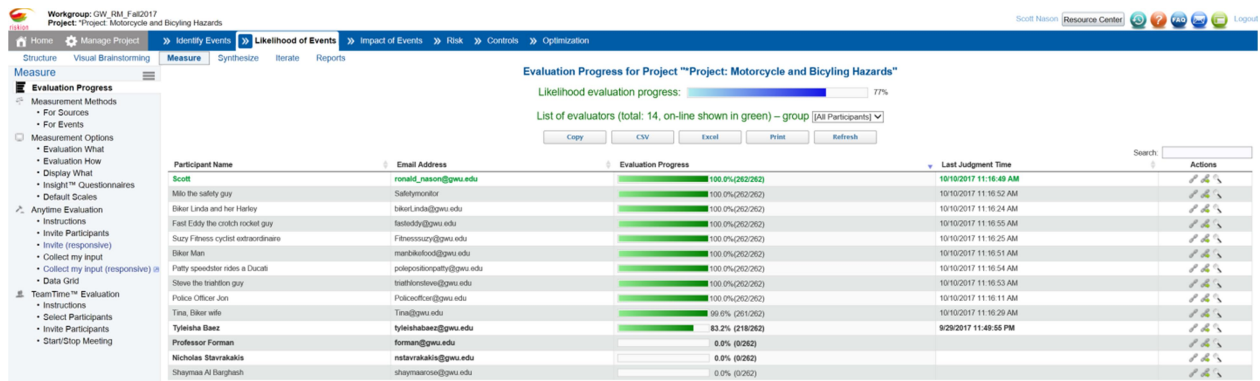 Workgroup: GW_RM_Fall2017
Project: "Project: Motorcycle and Bicyling Hazards
riskion
Scott Nason Resource Center FAQ Logout
Home Manage Project Identify Events Likelihood of Events Impact of Events Risk Controls Optimization
Structure Visual Brainstorming Measure Synthesize Iterate Reports
Measure
Evaluation Progress
Measurement Methods
• For Sources
• For Events
Measurement Options
• Evaluation What
• Evaluation How
• Display What
• Insight™ Questionnaires
• Default Scales
Anytime Evaluation
• Instructions
• Invite Participants
• Invite (responsive)
• Collect my input
• Collect my input (responsive)
• Data Grid
TeamTime™ Evaluation
• Instructions
• Select Participants
• Invite Participants
• Start/Stop Meeting
Evaluation Progress for Project "*Project: Motorcycle and Bicyling Hazards"
Likelihood evaluation progress: 77%
List of evaluators (total: 14, on-line shown in green) – group [All Participants]
Copy CSV Excel Print Refresh
Search:
Participant Name Email Address Evaluation Progress Last Judgment Time Actions
Scott ronald_nason@gwu.edu 100.0%(262/262) 10/10/2017 11:16:49 AM
Milo the safety guy Safetymonitor 100.0%(262/262) 10/10/2017 11:16:52 AM
Biker Linda and her Harley bikerLinda@gwu.edu 100.0%(262/262) 10/10/2017 11:16:24 AM
Fast Eddy the crotch rocket guy fasteddy@gwu.edu 100.0%(262/262) 10/10/2017 11:16:55 AM
Suzy Fitness cyclist extraordinaire Fitnesssuzy@gwu.edu 100.0%(262/262) 10/10/2017 11:16:25 AM
Biker Man manbikefood@gwu.edu 100.0%(262/262) 10/10/2017 11:16:51 AM
Patty speedster rides a Ducati polepositionpatty@gwu.edu 100.0%(262/262) 10/10/2017 11:16:54 AM
Steve the triahtlon guy triathlonsteve@gwu.edu 100.0%(262/262) 10/10/2017 11:16:53 AM
Police Officer Jon Policeoffcer@gwu.edu 100.0%(262/262) 10/10/2017 11:16:11 AM
Tina, Biker wife Tina@gwu.edu 99.6% (261/262) 10/10/2017 11:16:29 AM
Tyleisha Baez tyleishabaez@gwu.edu 83.2% (218/262) 9/29/2017 11:49:55 PM
Professor Forman forman@gwu.edu 0.0% (0/262)
Nicholas Stavrakakis nstavrakakis@gwu.edu 0.0% (0/262)
Shaymaa Al Barghash shaymaarose@gwu.edu 0.0% (0/262)